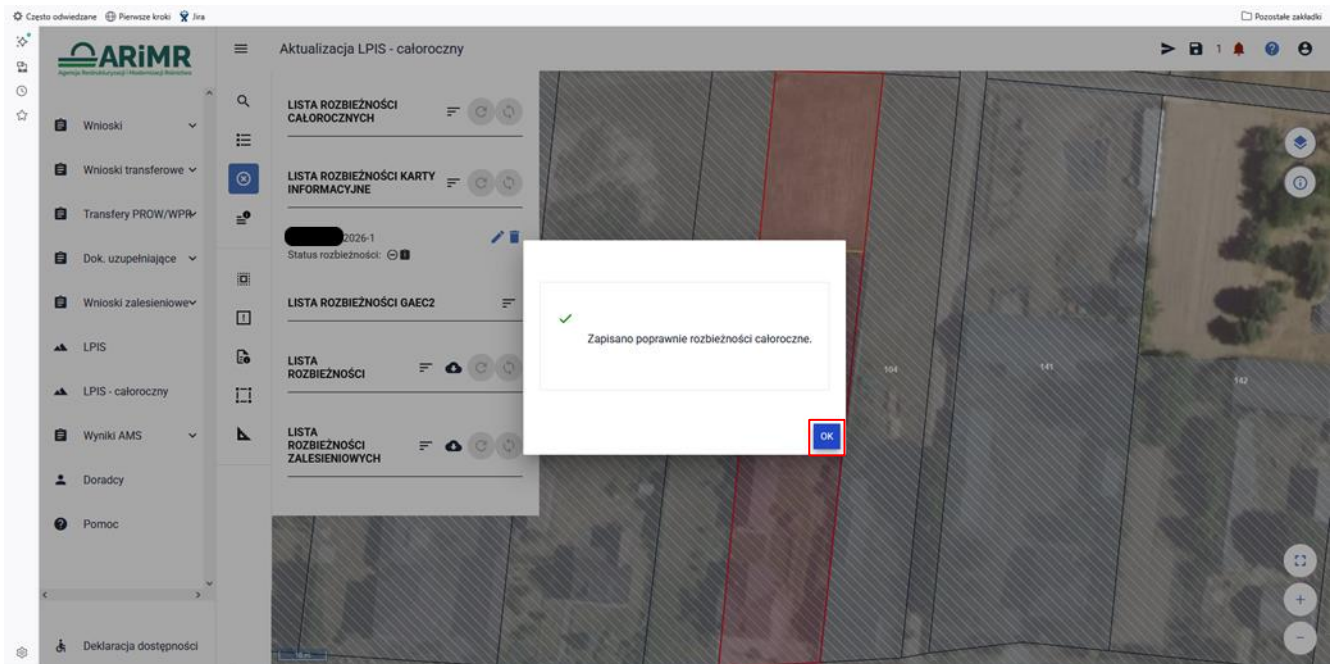 Często odwiedzane Pierwsze kroki Jira Pozostałe zakładki
ARiMR
Agencja Restrukturyzacji i Modernizacji Rolnictwa
Aktualizacja LPIS - całoroczny
1
Wnioski
Wnioski transferowe
Transfery PROW/WPR
Dok. uzupełniające
Wnioski zalesieniowe
LPIS
LPIS - całoroczny
Wyniki AMS
Doradcy
Pomoc
Deklaracja dostępności
LISTA ROZBIEŻNOŚCI
CAŁOROCZNYCH
LISTA ROZBIEŻNOŚCI KARTY
INFORMACYJNE
2026-1
Status rozbieżności:
LISTA ROZBIEŻNOŚCI GAEC2
LISTA
ROZBIEŻNOŚCI
LISTA
ROZBIEŻNOŚCI
ZALESIENIOWYCH
Zapisano poprawnie rozbieżności całoroczne.
OK
104
141
142